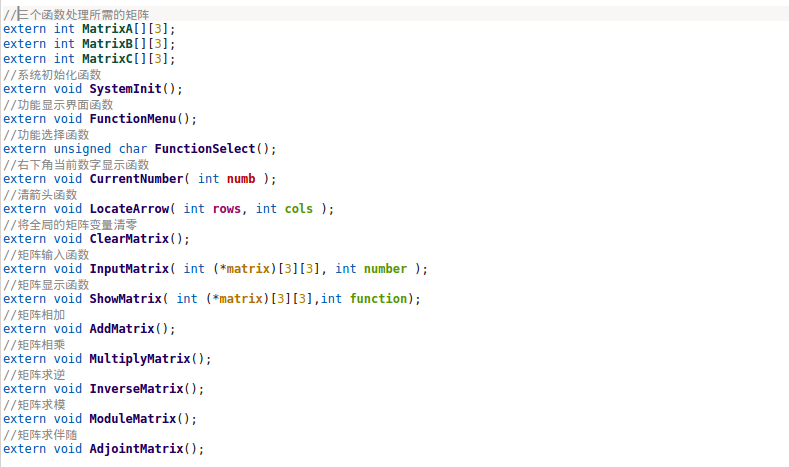 //三个函数处理所需的矩阵
extern int MatrixA[][3];
extern int MatrixB[][3];
extern int MatrixC[][3];
//系统初始化函数
extern void SystemInit();
//功能显示界面函数
extern void FunctionMenu();
//功能选择函数
extern unsigned char FunctionSelect();
//右下角当前数字显示函数
extern void CurrentNumber( int numb );
//清箭头函数
extern void LocateArrow( int rows, int cols );
//将全局的矩阵变量清零
extern void ClearMatrix();
//矩阵输入函数
extern void InputMatrix( int (*matrix)[3][3], int number );
//矩阵显示函数
extern void ShowMatrix( int (*matrix)[3][3],int function);
//矩阵相加
extern void AddMatrix();
//矩阵相乘
extern void MultiplyMatrix();
//矩阵求逆
extern void InverseMatrix();
//矩阵求模
extern void ModuleMatrix();
//矩阵求伴随
extern void AdjointMatrix();